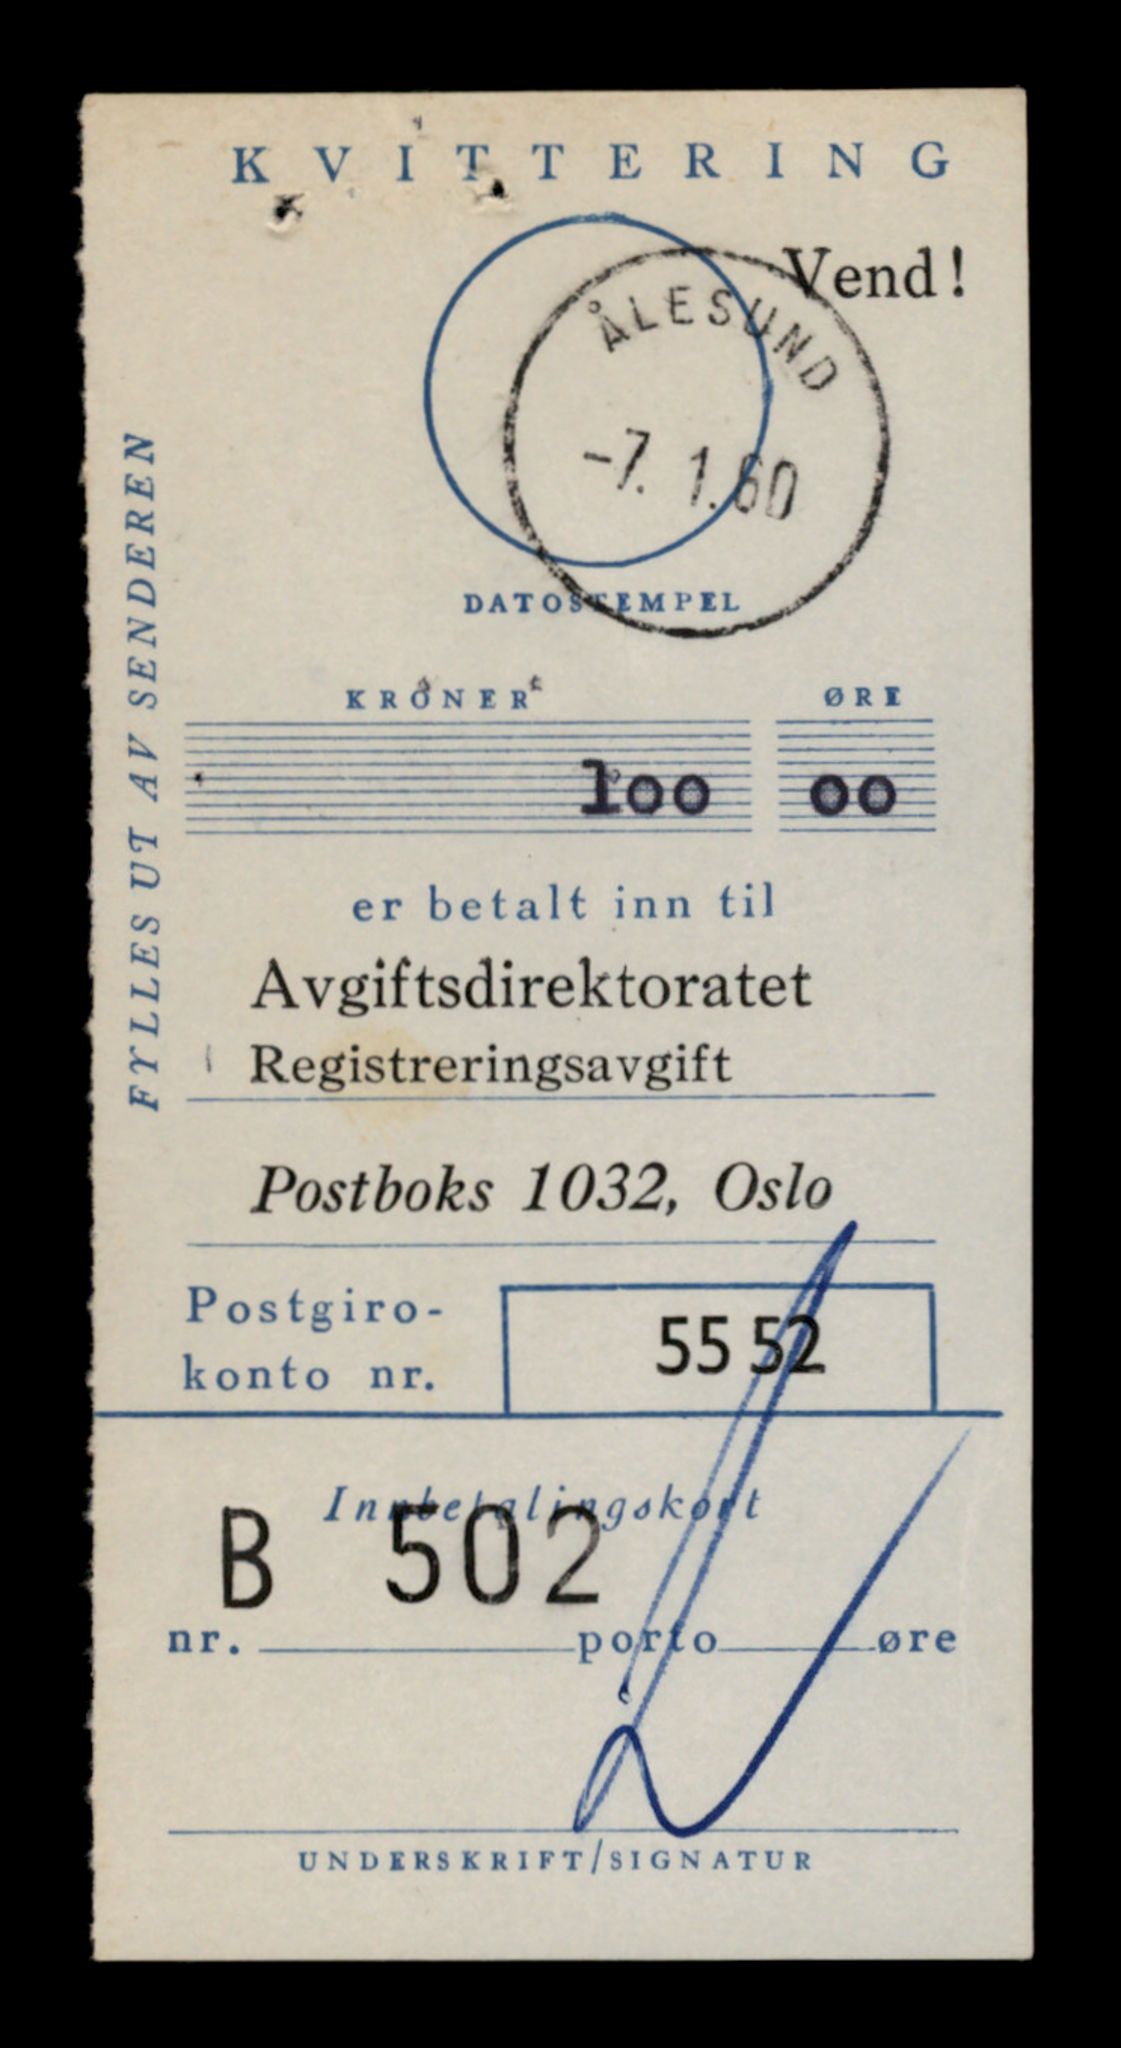 KVITTERING
Vend!
ÅLESUND
-7. 1.60
DATOSTEMPEL
FYLLES UT AV SENDEREN
KRONER ØRE
100 00
er betalt inn til
Avgiftsdirektoratet
Registreringsavgift
Postboks 1032, Oslo
Postgiro-
konto nr. 55 52
Innbetalingskort
B 502
nr. porto øre
UNDERSKRIFT/SIGNATUR